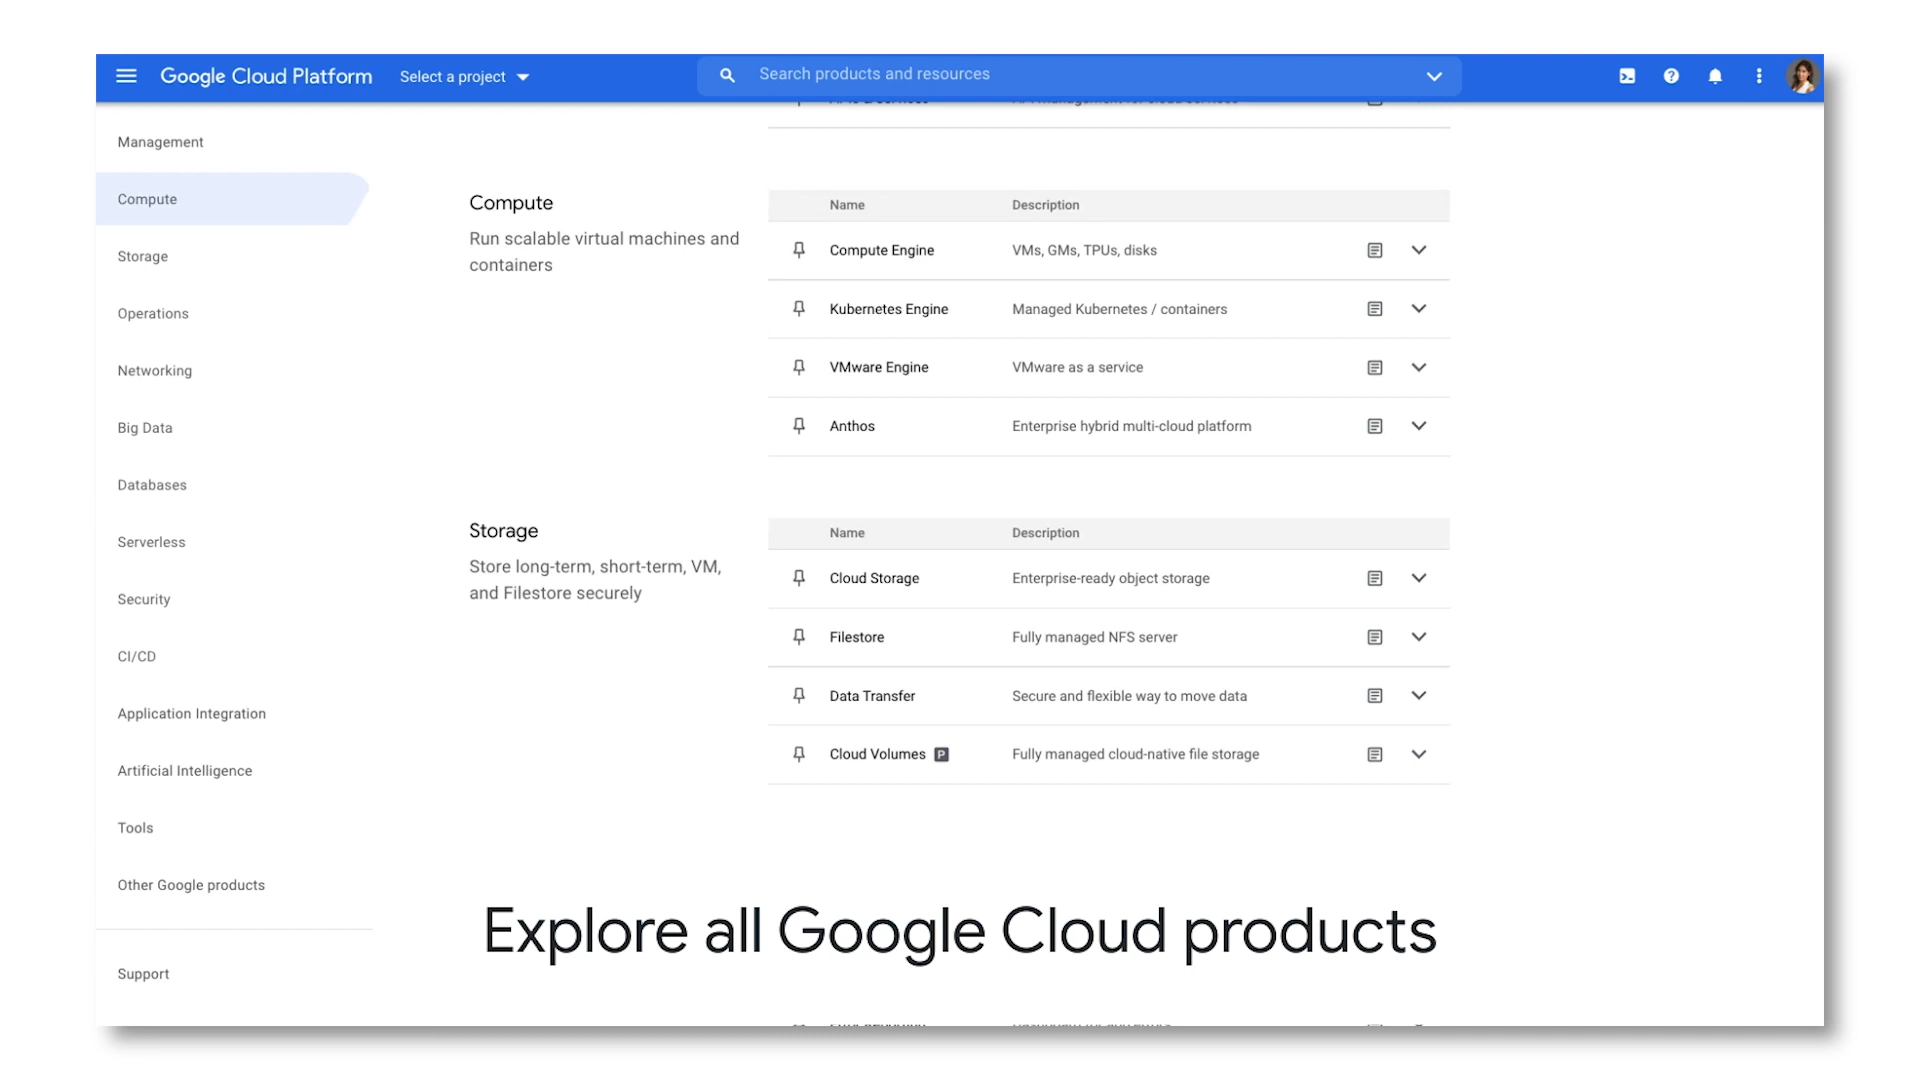 Google Cloud Platform
Select a project
Search products and resources
Management
Compute
Storage
Operations
Networking
Big Data
Databases
Serverless
Security
CI/CD
Application Integration
Artificial Intelligence
Tools
Other Google products
Support
Compute
Run scalable virtual machines and
containers
Name Description
Compute Engine VMs, GMs, TPUs, disks
Kubernetes Engine Managed Kubernetes / containers
VMware Engine VMware as a service
Anthos Enterprise hybrid multi-cloud platform
Storage
Store long-term, short-term, VM,
and Filestore securely
Name Description
Cloud Storage Enterprise-ready object storage
Filestore Fully managed NFS server
Data Transfer Secure and flexible way to move data
Cloud Volumes P Fully managed cloud-native file storage
Explore all Google Cloud products